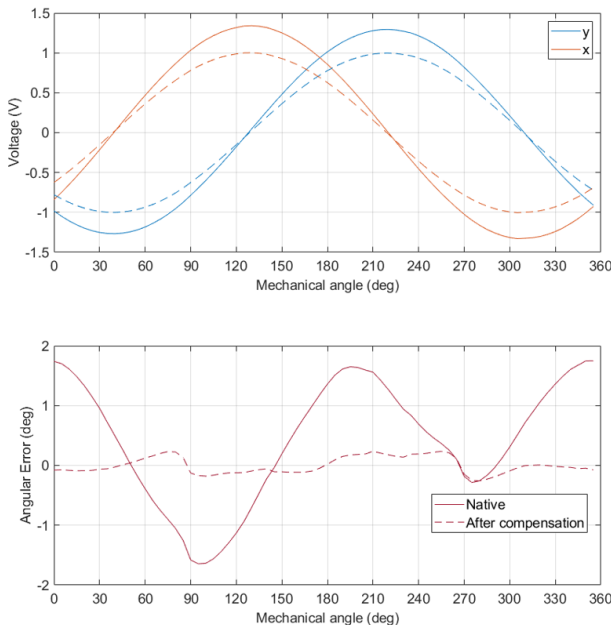 1.5
1
0.5
0
-0.5
-1
-1.5
Voltage (V)
y
x
0 30 60 90 120 150 180 210 240 270 300 330 360
Mechanical angle (deg)
2
1
0
-1
-2
Angular Error (deg)
Native
After compensation
0 30 60 90 120 150 180 210 240 270 300 330 360
Mechanical angle (deg)